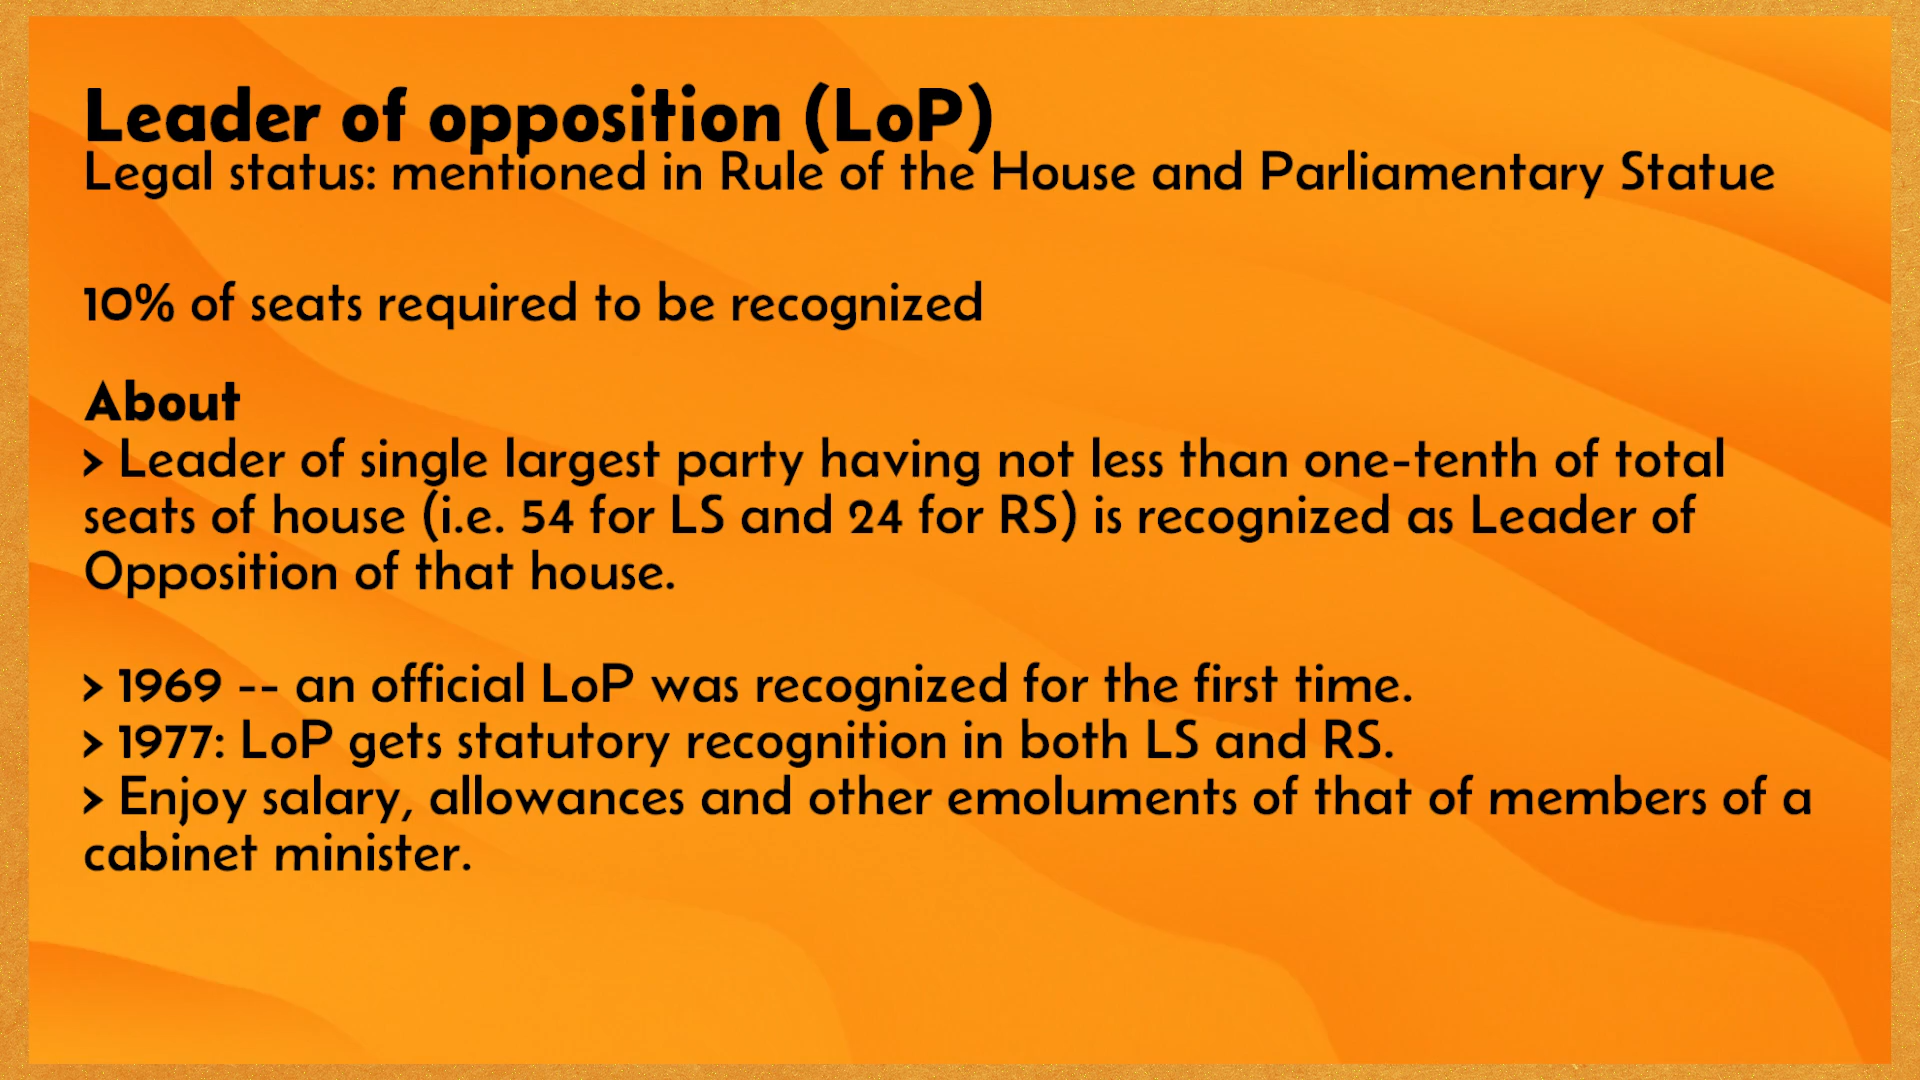 Leader of opposition (LoP)
Legal status: mentioned in Rule of the House and Parliamentary Statue
10% of seats required to be recognized
About
> Leader of single largest party having not less than one-tenth of total
seats of house (i.e. 54 for LS and 24 for RS) is recognized as Leader of
Opposition of that house.
> 1969 -- an official LoP was recognized for the first time.
> 1977: LoP gets statutory recognition in both LS and RS.
> Enjoy salary, allowances and other emoluments of that of members of a
cabinet minister.